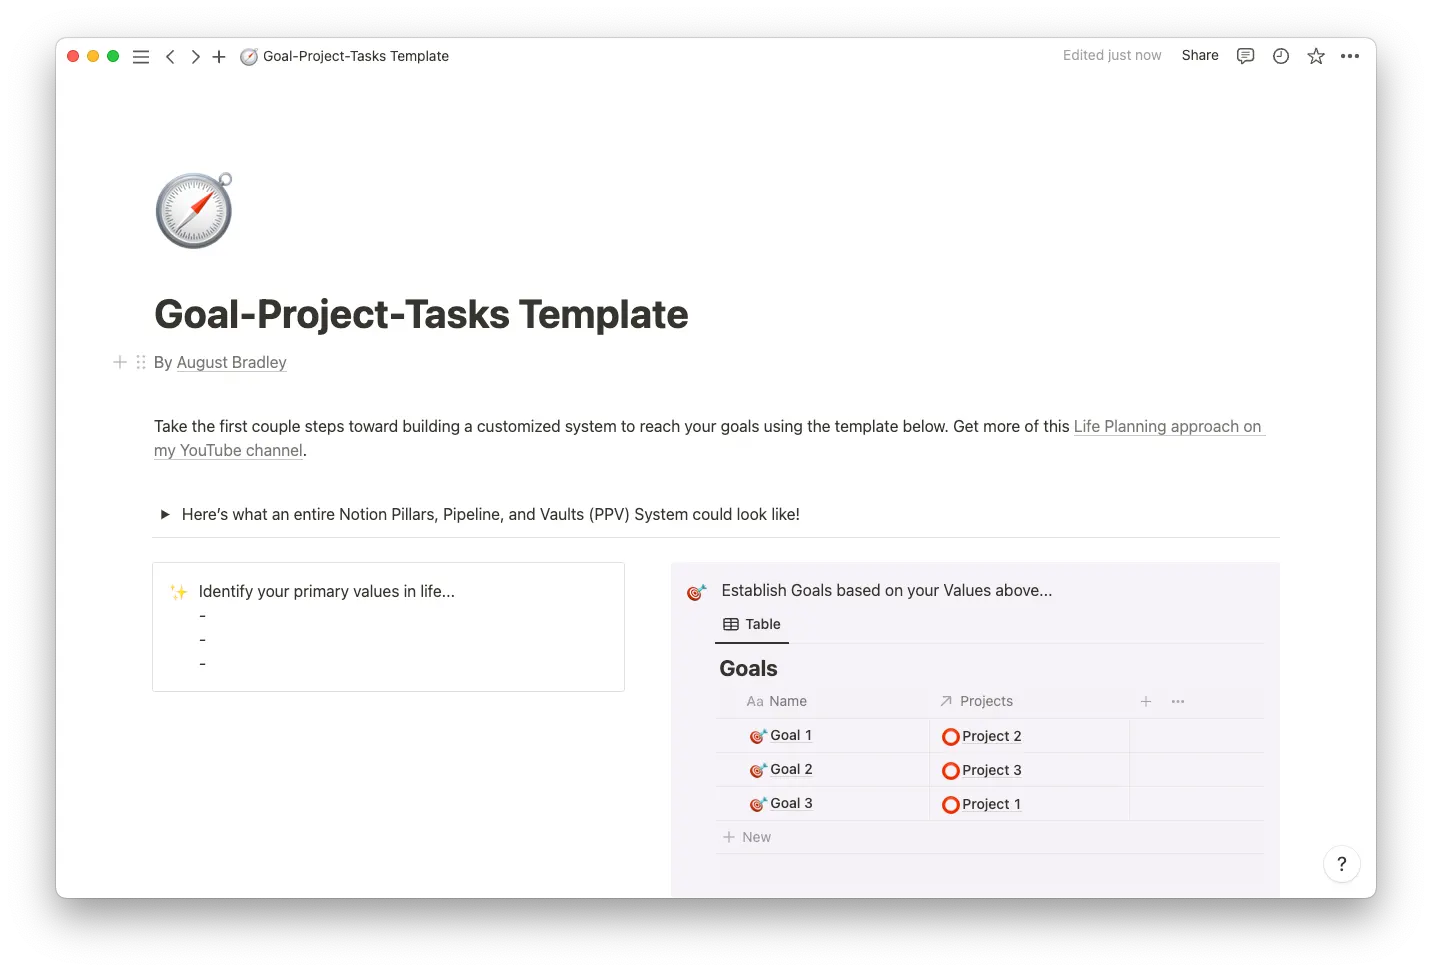 Goal-Project-Tasks Template
Edited just now
Share
Goal-Project-Tasks Template
By August Bradley
Take the first couple steps toward building a customized system to reach your goals using the template below. Get more of this Life Planning approach on
my YouTube channel.
Here’s what an entire Notion Pillars, Pipeline, and Vaults (PPV) System could look like!
Identify your primary values in life...
-
-
-
Establish Goals based on your Values above...
Table
Goals
Aa Name Projects
Goal 1 Project 2
Goal 2 Project 3
Goal 3 Project 1
New
?